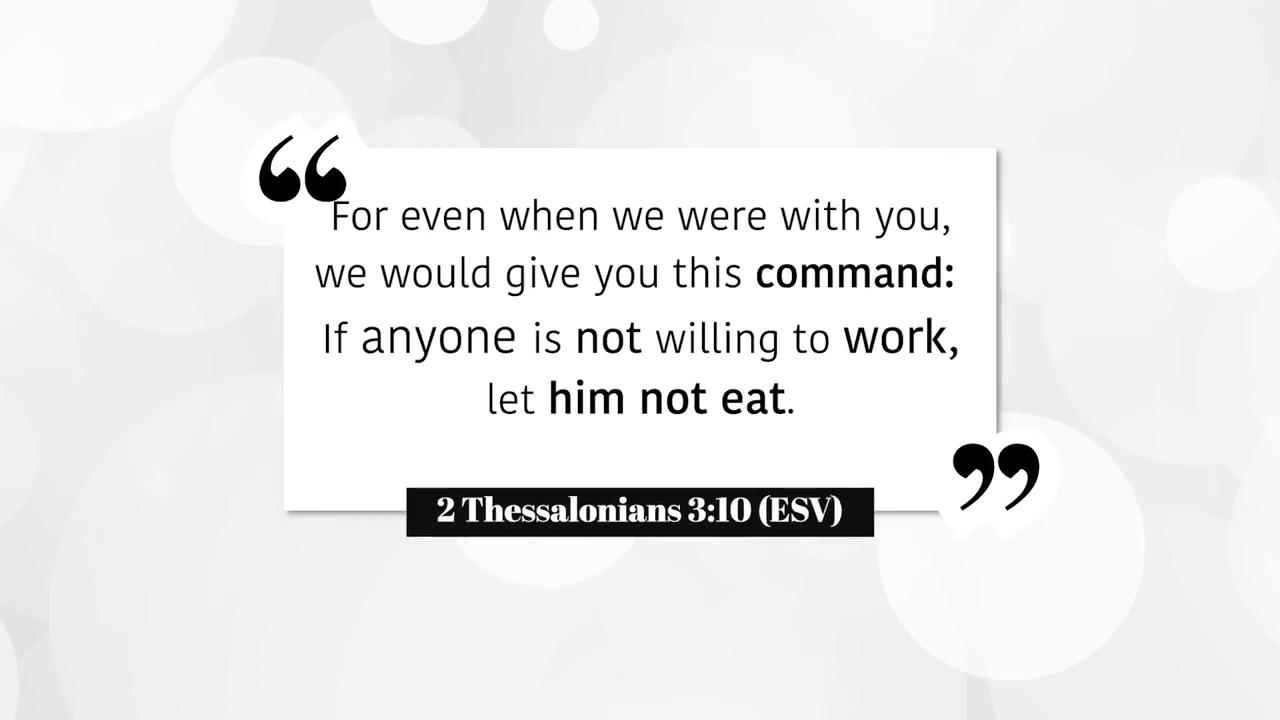 “For even when we were with you,
we would give you this command:
If anyone is not willing to work,
let him not eat.”
2 Thessalonians 3:10 (ESV)